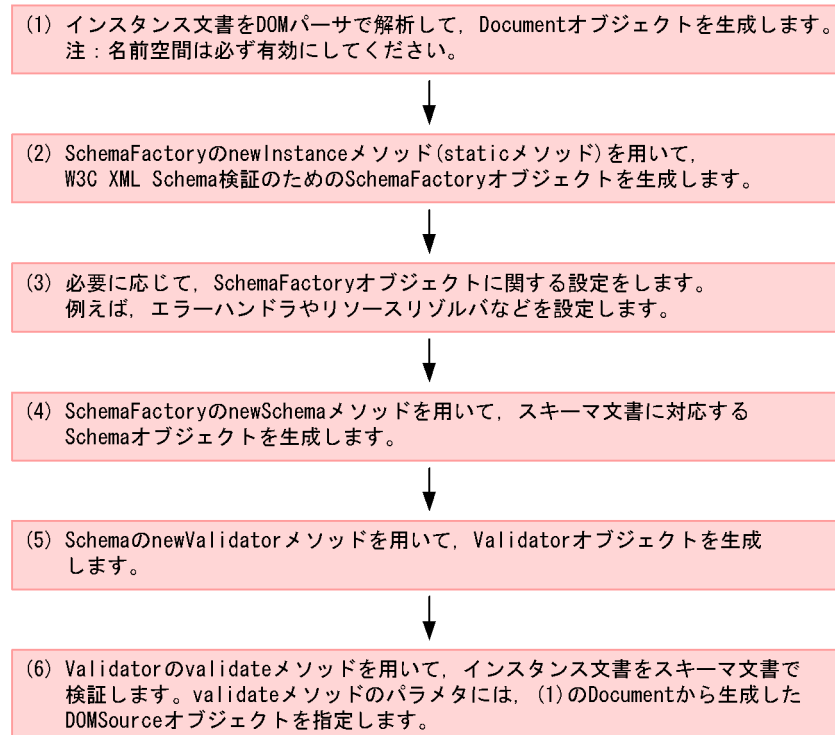 (1) インスタンス文書をDOMパーサで解析して，Documentオブジェクトを生成します。
注：名前空間は必ず有効にしてください。
(2) SchemaFactoryのnewInstanceメソッド(staticメソッド)を用いて，
W3C XML Schema検証のためのSchemaFactoryオブジェクトを生成します。
(3) 必要に応じて，SchemaFactoryオブジェクトに関する設定をします。
例えば，エラーハンドラやリソースリゾルバなどを設定します。
(4) SchemaFactoryのnewSchemaメソッドを用いて，スキーマ文書に対応する
Schemaオブジェクトを生成します。
(5) SchemaのnewValidatorメソッドを用いて，Validatorオブジェクトを生成
します。
(6) Validatorのvalidateメソッドを用いて，インスタンス文書をスキーマ文書で
検証します。validateメソッドのパラメタには，(1)のDocumentから生成した
DOMSourceオブジェクトを指定します。